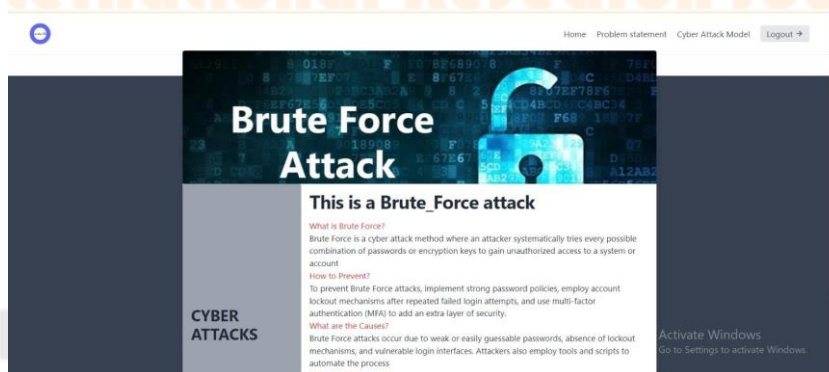 Home Problem statement Cyber Attack Model Logout →
Brute Force
Attack
This is a Brute_Force attack
What is Brute Force?
Brute Force is a cyber attack method where an attacker systematically tries every possible
combination of passwords or encryption keys to gain unauthorized access to a system or
account
How to Prevent?
To prevent Brute Force attacks, implement strong password policies, employ account
lockout mechanisms after repeated failed login attempts, and use multi-factor
authentication (MFA) to add an extra layer of security.
What are the Causes?
Brute Force attacks occur due to weak or easily guessable passwords, absence of lockout
mechanisms, and vulnerable login interfaces. Attackers also employ tools and scripts to
automate the process
CYBER
ATTACKS
Activate Windows
Go to Settings to activate Windows.